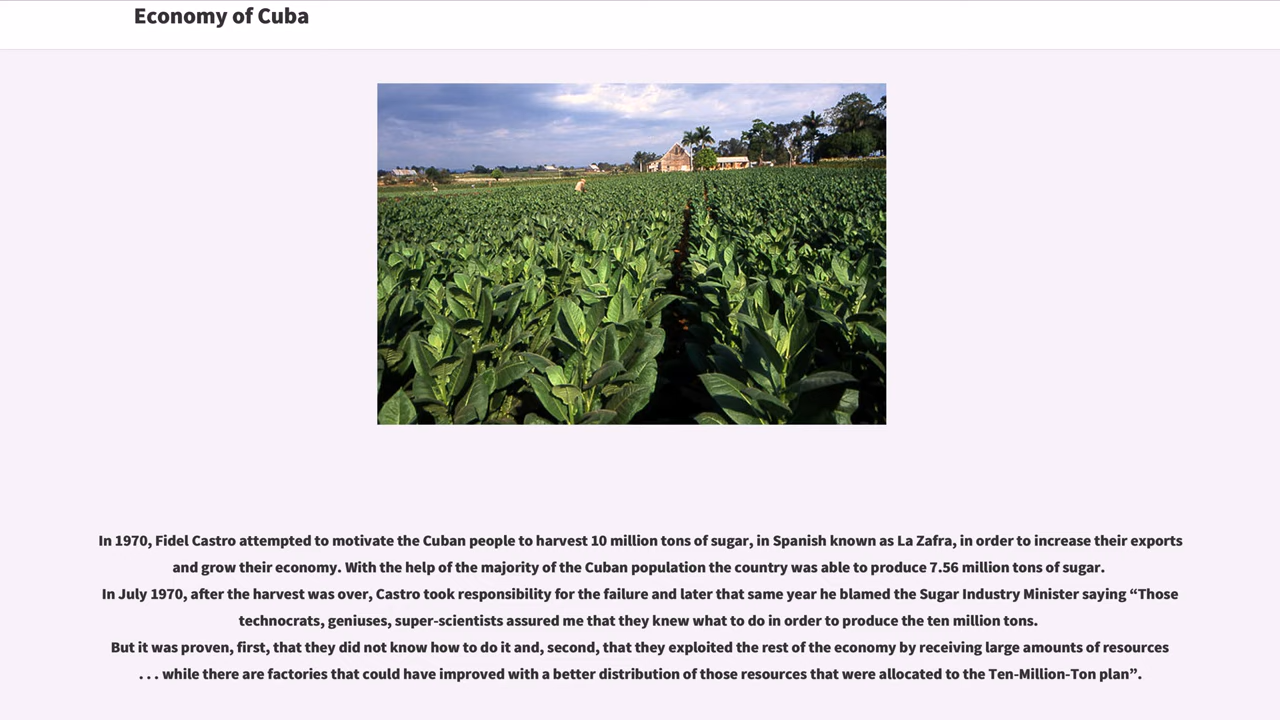 Economy of Cuba
In 1970, Fidel Castro attempted to motivate the Cuban people to harvest 10 million tons of sugar, in Spanish known as La Zafra, in order to increase their exports
and grow their economy. With the help of the majority of the Cuban population the country was able to produce 7.56 million tons of sugar.
In July 1970, after the harvest was over, Castro took responsibility for the failure and later that same year he blamed the Sugar Industry Minister saying “Those
technocrats, geniuses, super-scientists assured me that they knew what to do in order to produce the ten million tons.
But it was proven, first, that they did not know how to do it and, second, that they exploited the rest of the economy by receiving large amounts of resources
. . . while there are factories that could have improved with a better distribution of those resources that were allocated to the Ten-Million-Ton plan”.